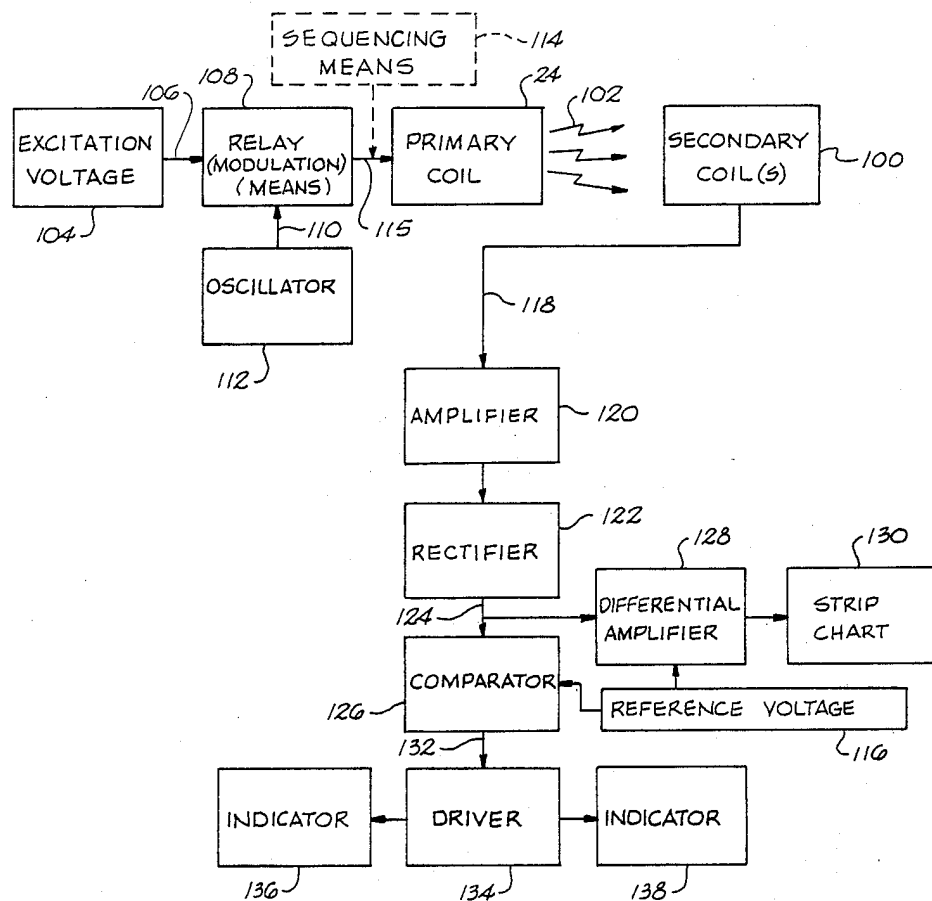 SEQUENCING
MEANS
114
108
24
102
106
EXCITATION
VOLTAGE
RELAY
(MODULATION)
(MEANS)
PRIMARY
COIL
SECONDARY
COIL(S)
100
104
110
115
OSCILLATOR
112
118
AMPLIFIER
120
RECTIFIER
122
128
130
124
DIFFERENTIAL
AMPLIFIER
STRIP
CHART
COMPARATOR
126
REFERENCE VOLTAGE
116
132
INDICATOR
DRIVER
INDICATOR
136
134
138